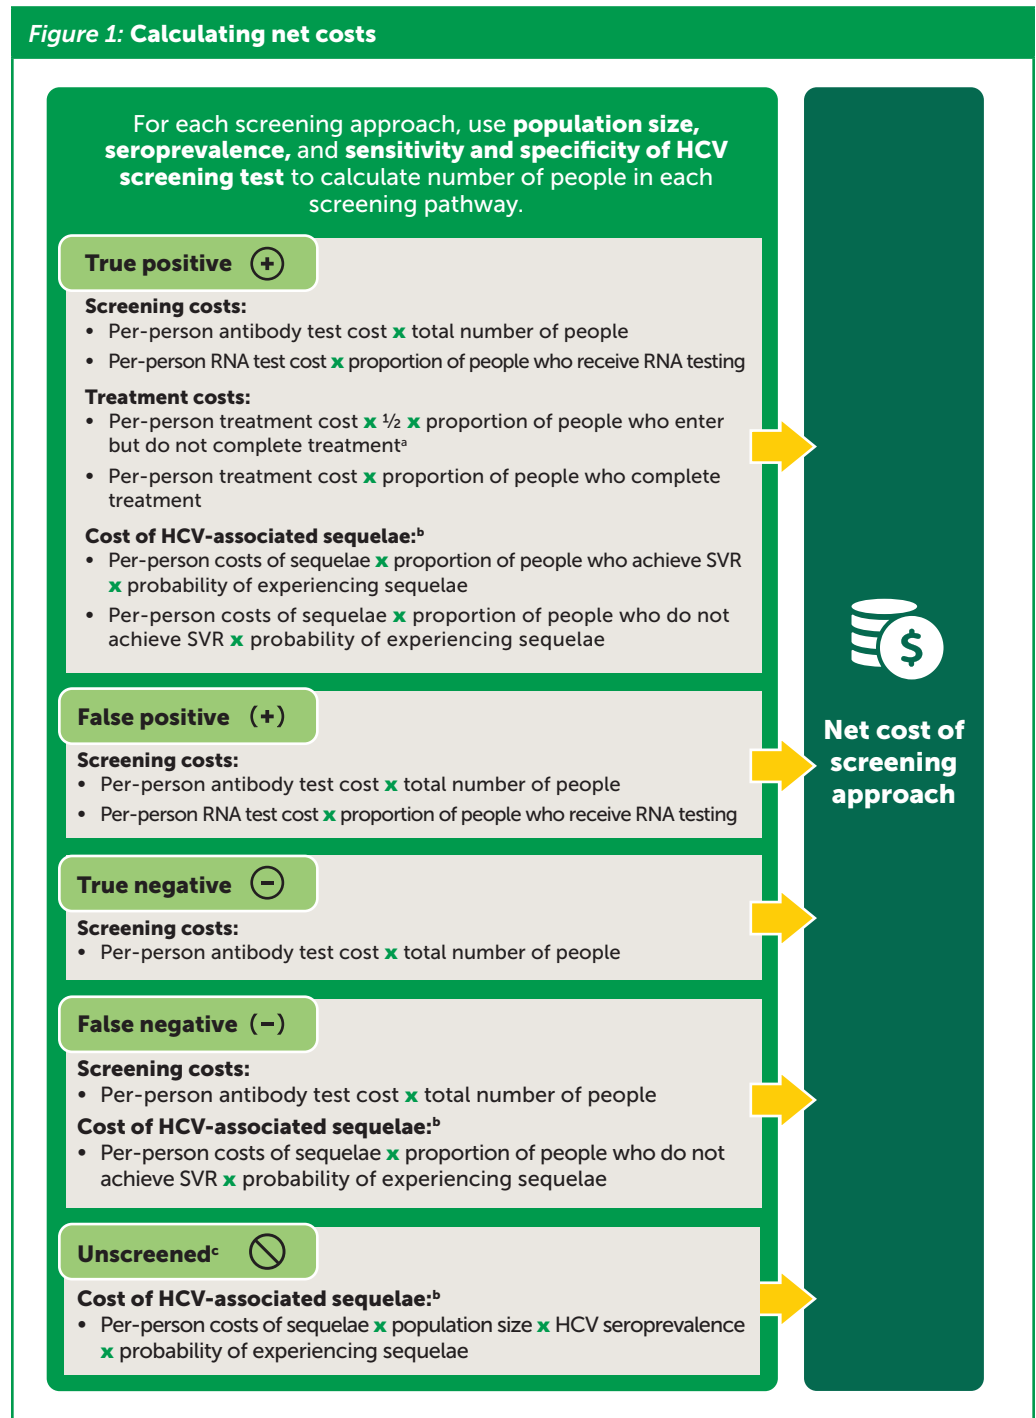 Figure 1: Calculating net costs
For each screening approach, use population size,
seroprevalence, and sensitivity and specificity of HCV
screening test to calculate number of people in each
screening pathway.
True positive (+)
Screening costs:
• Per-person antibody test cost x total number of people
• Per-person RNA test cost x proportion of people who receive RNA testing
Treatment costs:
• Per-person treatment cost x ½ x proportion of people who enter
but do not complete treatmentᵃ
• Per-person treatment cost x proportion of people who complete
treatment
Cost of HCV-associated sequelae:ᵇ
• Per-person costs of sequelae x proportion of people who achieve SVR
x probability of experiencing sequelae
• Per-person costs of sequelae x proportion of people who do not
achieve SVR x probability of experiencing sequelae
False positive (+)
Screening costs:
• Per-person antibody test cost x total number of people
• Per-person RNA test cost x proportion of people who receive RNA testing
True negative (-)
Screening costs:
• Per-person antibody test cost x total number of people
False negative (-)
Screening costs:
• Per-person antibody test cost x total number of people
Cost of HCV-associated sequelae:ᵇ
• Per-person costs of sequelae x proportion of people who do not
achieve SVR x probability of experiencing sequelae
Unscreenedᶜ
Cost of HCV-associated sequelae:ᵇ
• Per-person costs of sequelae x population size x HCV seroprevalence
x probability of experiencing sequelae
$
Net cost of
screening
approach